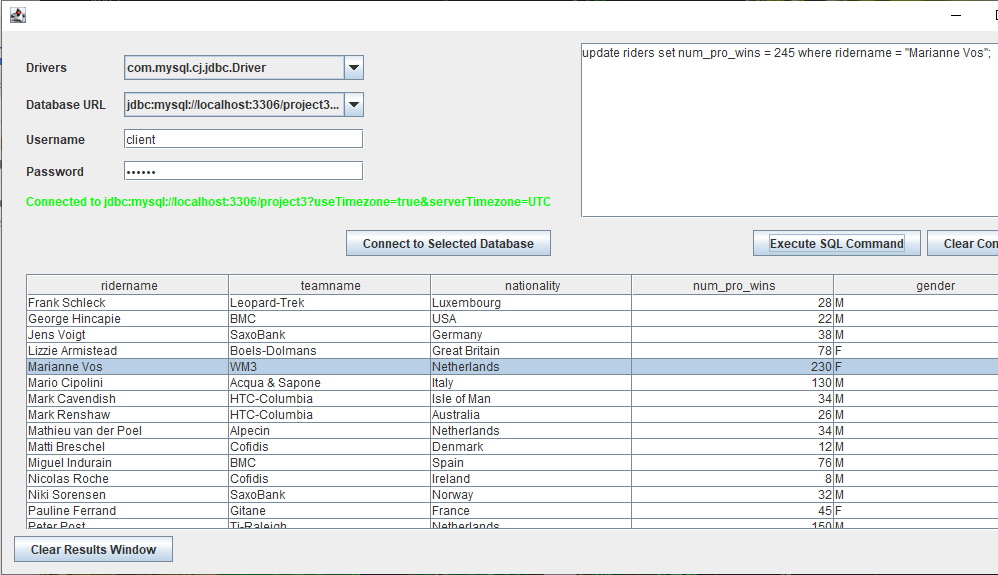 Drivers
com.mysql.cj.jdbc.Driver
Database URL
jdbc:mysql://localhost:3306/project3...
Username
client
Password
••••••
Connected to jdbc:mysql://localhost:3306/project3?useTimezone=true&serverTimezone=UTC
update riders set num_pro_wins = 245 where ridername = "Marianne Vos";
Connect to Selected Database
Execute SQL Command
Clear Con
ridername teamname nationality num_pro_wins gender
Frank Schleck Leopard-Trek Luxembourg 28 M
George Hincapie BMC USA 22 M
Jens Voigt SaxoBank Germany 38 M
Lizzie Armistead Boels-Dolmans Great Britain 78 F
Marianne Vos WM3 Netherlands 230 F
Mario Cipolini Acqua & Sapone Italy 130 M
Mark Cavendish HTC-Columbia Isle of Man 34 M
Mark Renshaw HTC-Columbia Australia 26 M
Mathieu van der Poel Alpecin Netherlands 34 M
Matti Breschel Cofidis Denmark 12 M
Miguel Indurain BMC Spain 76 M
Nicolas Roche Cofidis Ireland 8 M
Niki Sorensen SaxoBank Norway 32 M
Pauline Ferrand Gitane France 45 F
Peter Post Ti-Raleigh Netherlands 150 M
Clear Results Window